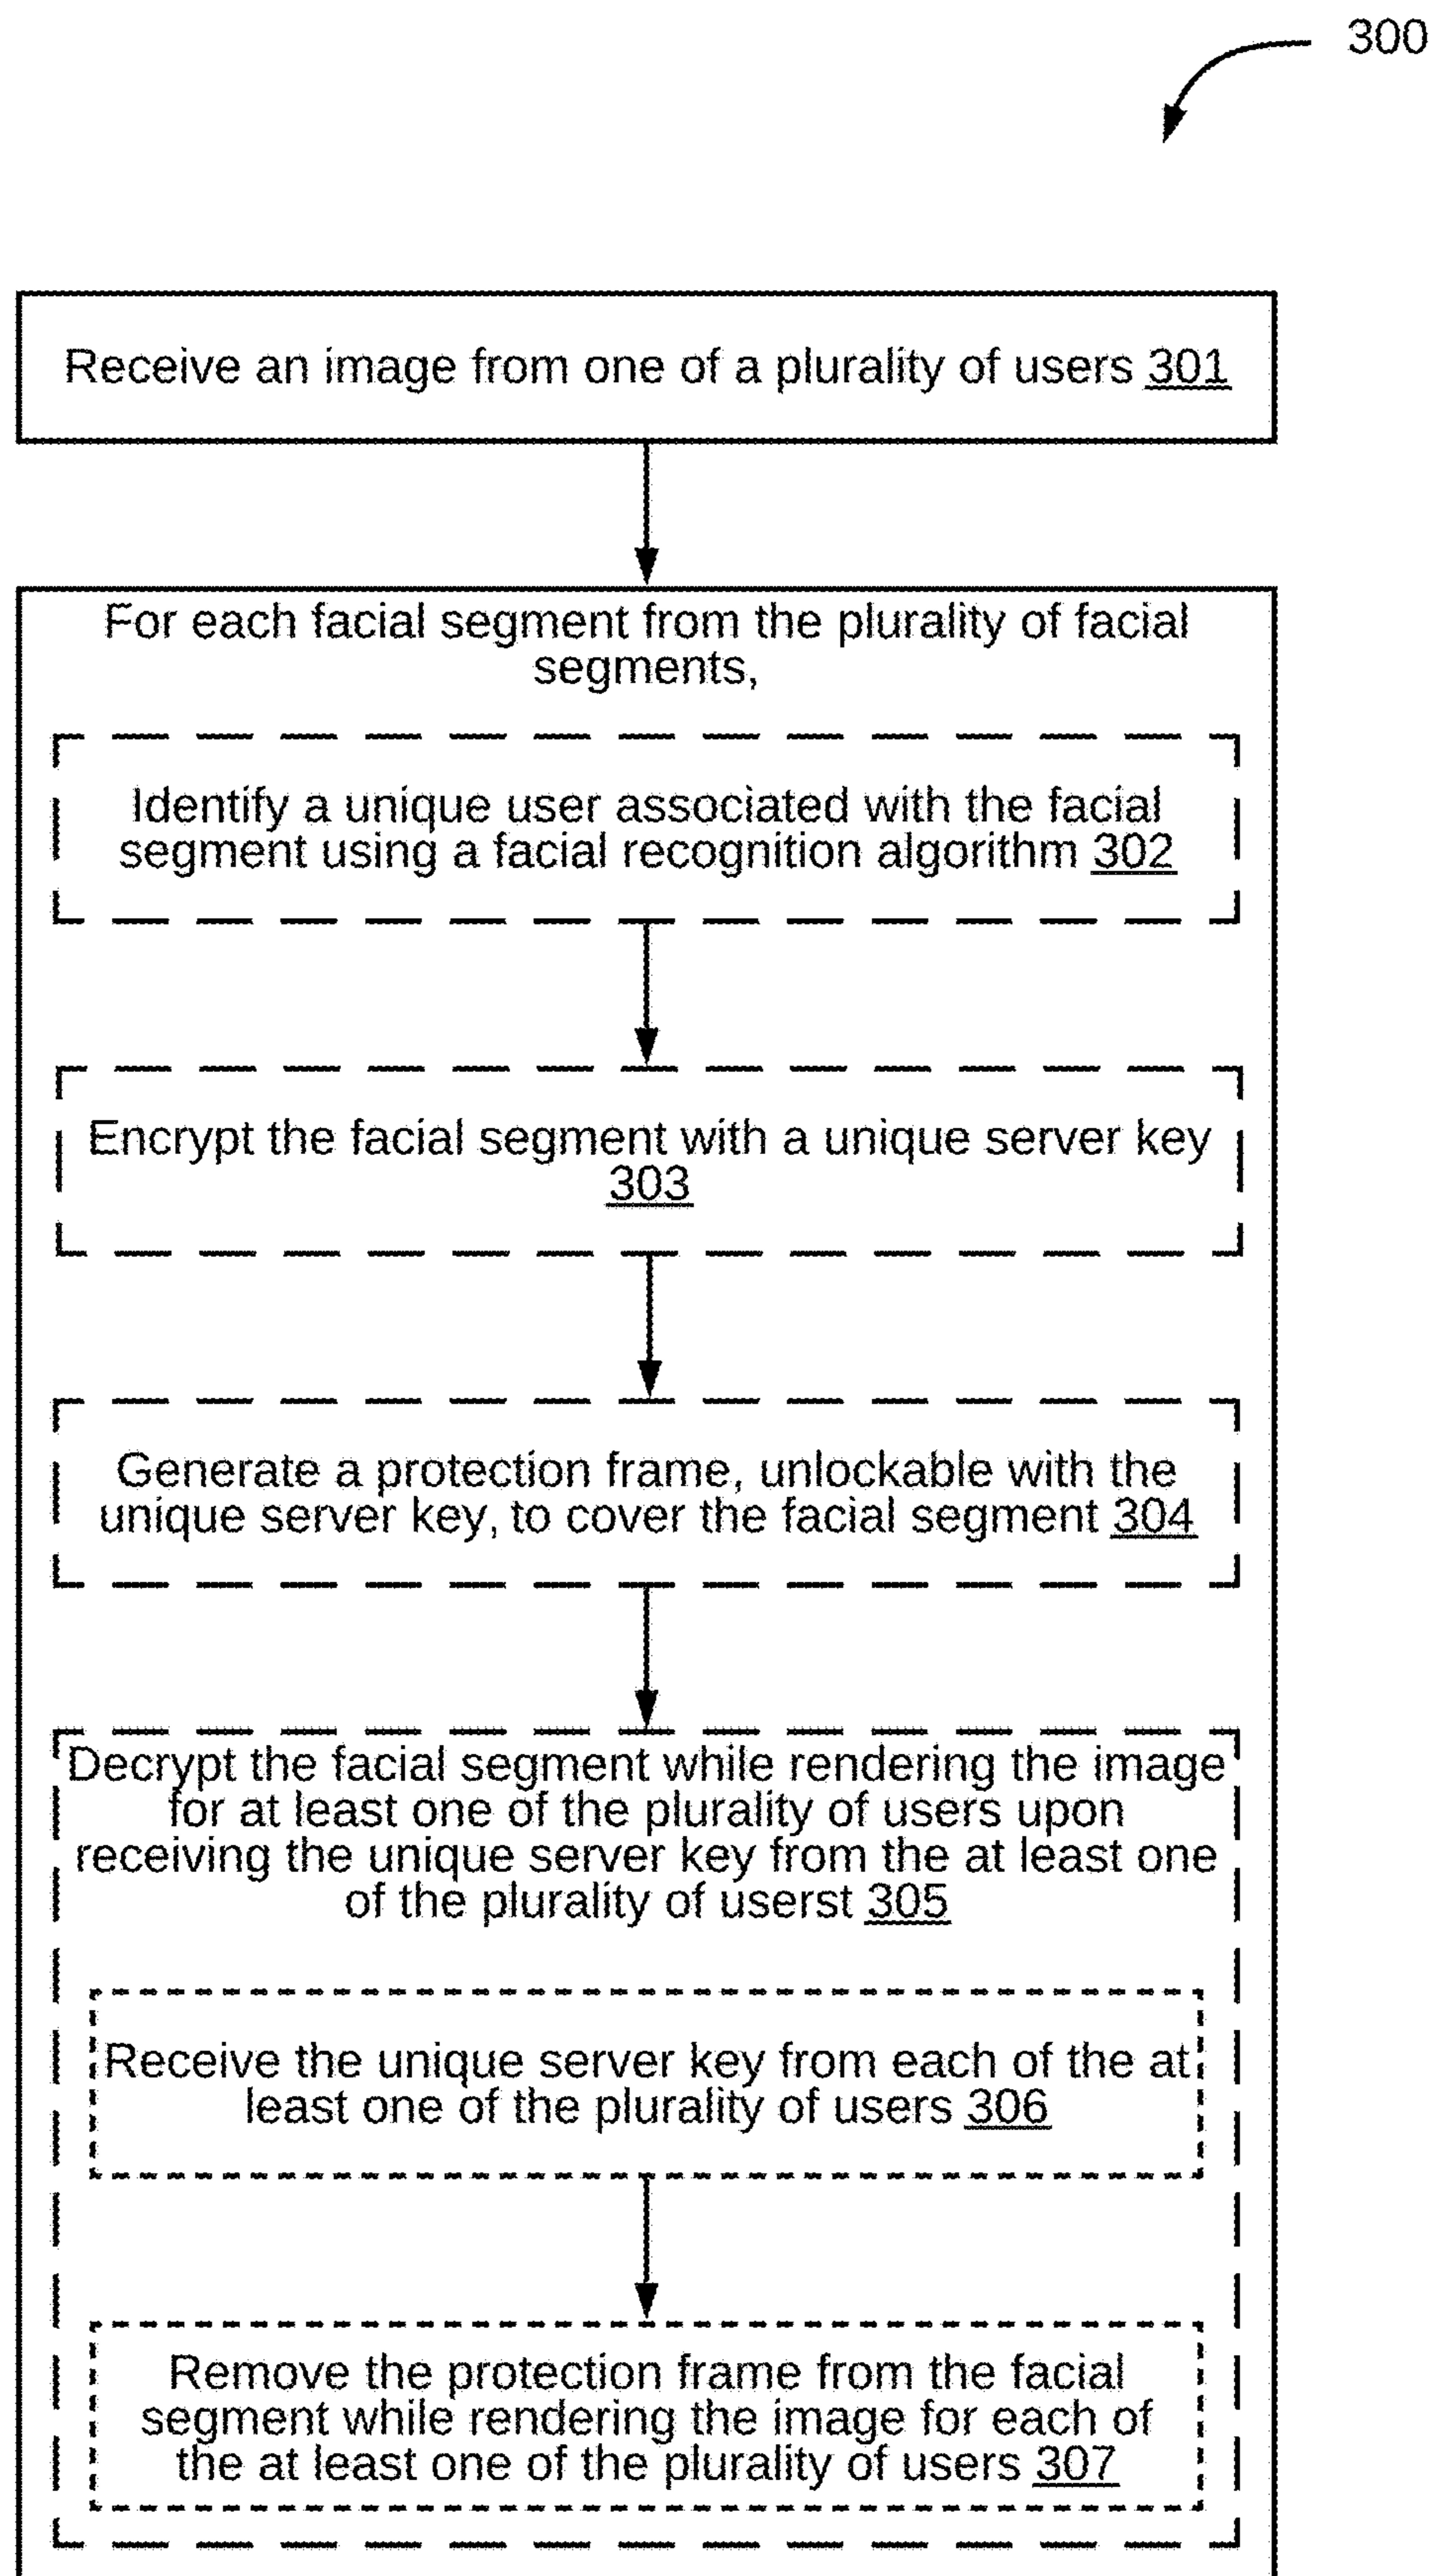 300
Receive an image from one of a plurality of users 301
For each facial segment from the plurality of facial
segments,
Identify a unique user associated with the facial
segment using a facial recognition algorithm 302
Encrypt the facial segment with a unique server key
303
Generate a protection frame, unlockable with the
unique server key, to cover the facial segment 304
Decrypt the facial segment while rendering the image
for at least one of the plurality of users upon
receiving the unique server key from the at least one
of the plurality of userst 305
Receive the unique server key from each of the at
least one of the plurality of users 306
Remove the protection frame from the facial
segment while rendering the image for each of
the at least one of the plurality of users 307